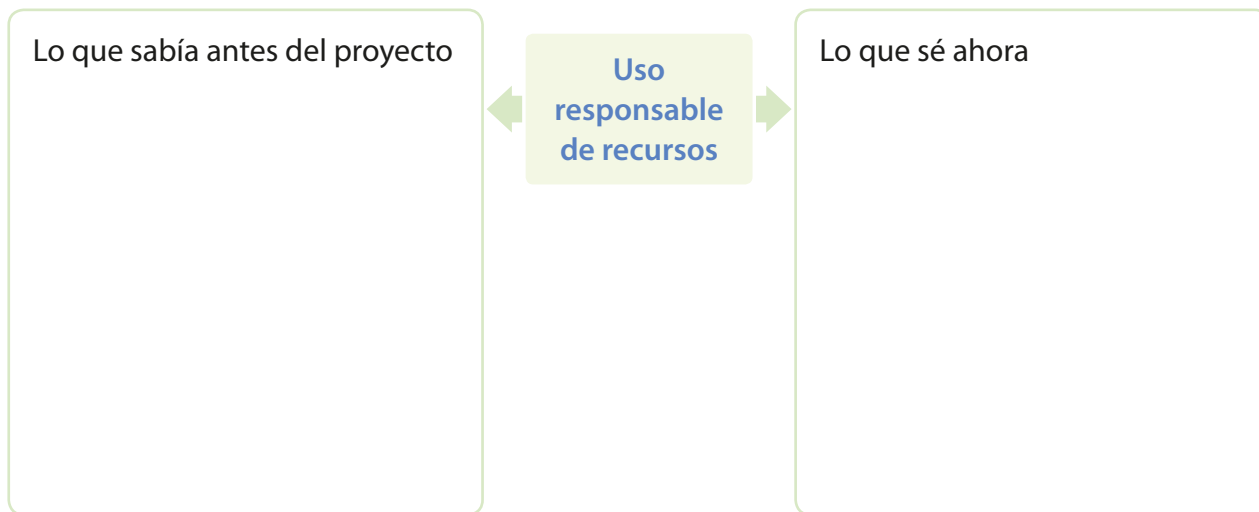 Lo que sabía antes del proyecto
Uso
responsable
de recursos
Lo que sé ahora